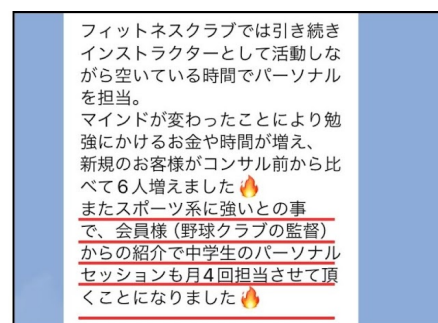 フィットネスクラブでは引き続き
インストラクターとして活動しな
がら空いている時間でパーソナル
を担当。
マインドが変わったことにより勉
強にかけるお金や時間が増え、
新規のお客様がコンサル前から比
べて6人増えました🔥
またスポーツ系に強いとの事
で、会員様（野球クラブの監督）
からの紹介で中学生のパーソナル
セッションも月4回担当させて頂
くことになりました🔥